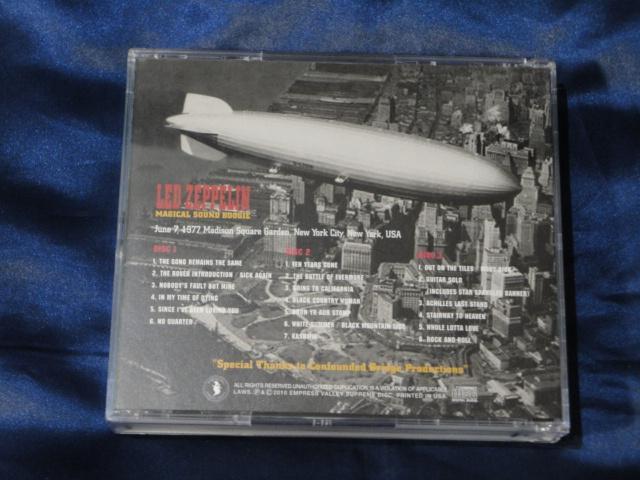 LED ZEPPELIN
MAGICAL SOUND BOOGIE
June 7, 1977 Madison Square Garden, New York City, New York, USA
DISC 1
1. THE SONG REMAINS THE SAME
2. THE ROVER INTRODUCTION / SICK AGAIN
3. NOBODY'S FAULT BUT MINE
4. IN MY TIME OF DYING
5. SINCE I'VE BEEN LOVING YOU
6. NO QUARTER
DISC 2
1. TEN YEARS GONE
2. THE BATTLE OF EVERMORE
3. GOING TO CALIFORNIA
4. BLACK COUNTRY WOMAN
5. BRON YR AUR STOMP
6. WHITE SUMMER / BLACK MOUNTAIN SIDE
7. KASHMIR
DISC 3
1. OUT ON THE TILES / MOBY DICK
2. GUITAR SOLO
(INCLUDES STAR SPANGLED BANNER)
3. ACHILLES LAST STAND
4. STAIRWAY TO HEAVEN
5. WHOLE LOTTA LOVE
6. ROCK AND ROLL
"Special Thanks to Confounded Bridge Productions"
ALL RIGHTS RESERVED. UNAUTHORIZED DUPLICATION IS A VIOLATION OF APPLICABLE
LAWS. ℗ & © 2010 EMPRESS VALLEY SUPREME DISC. PRINTED IN USA.